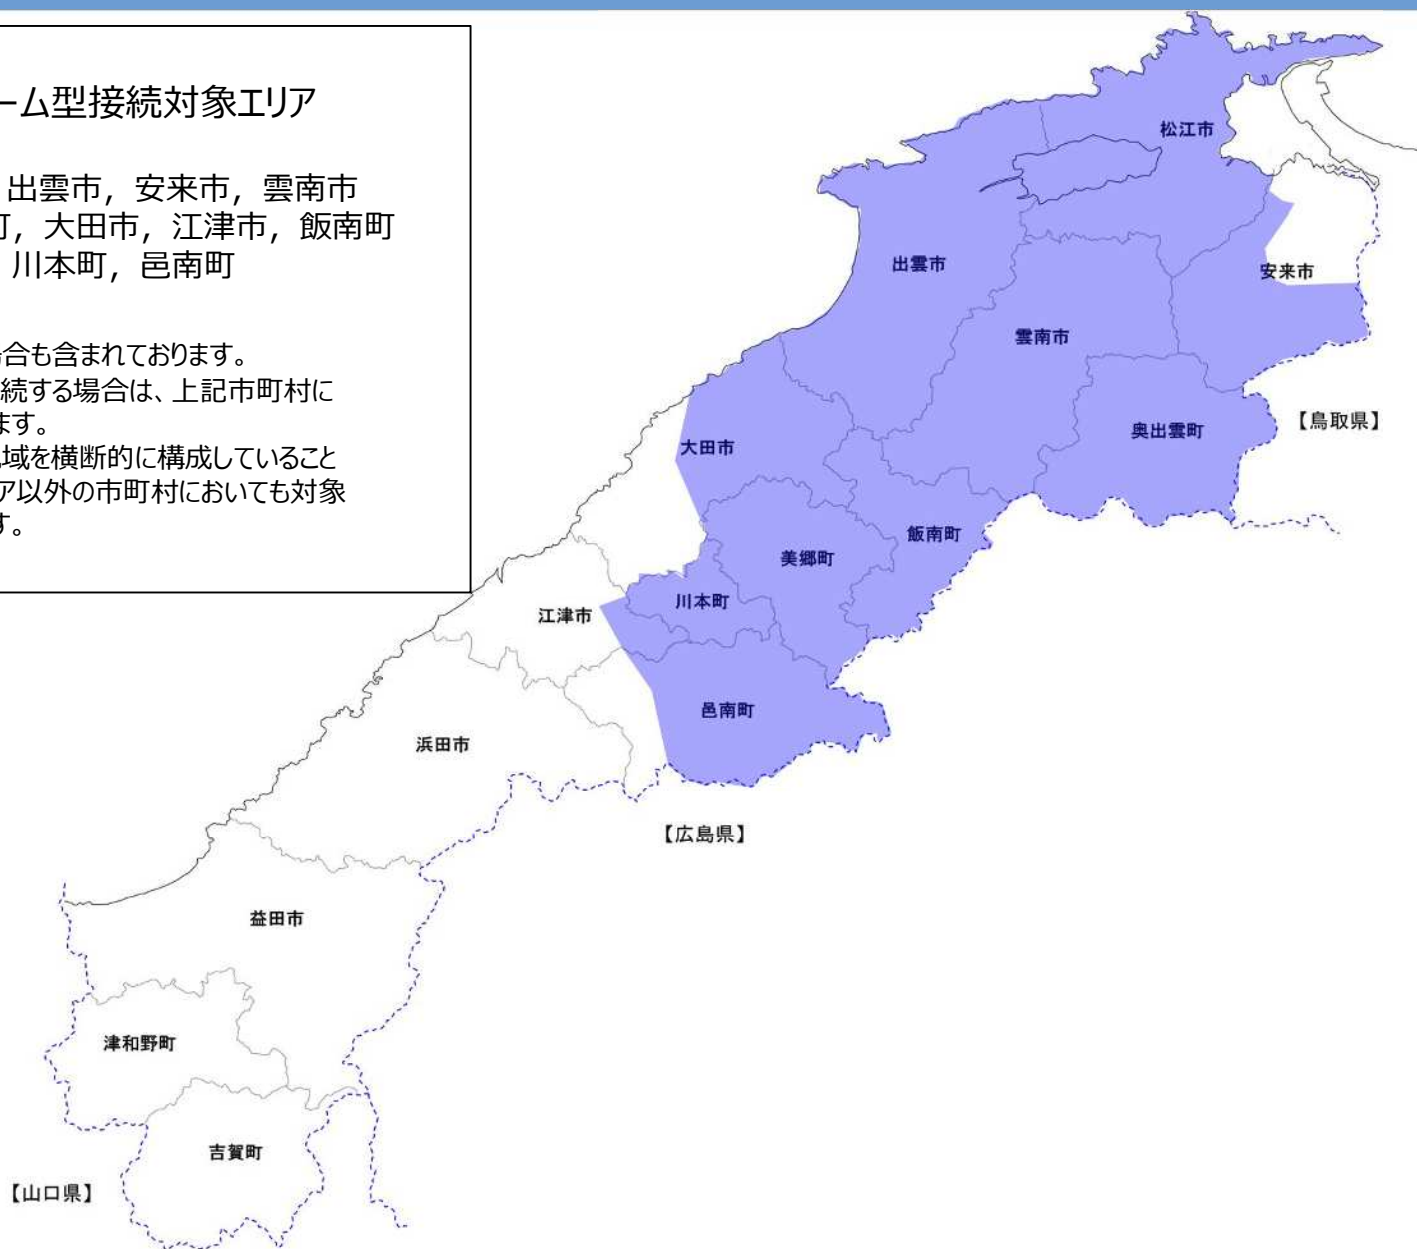 ーム型接続対象エリア
出雲市，安来市，雲南市
町，大田市，江津市，飯南町
川本町，邑南町
場合も含まれております。
続する場合は、上記市町村に
ます。
域を横断的に構成していること
ア以外の市町村においても対象
す。
松江市
出雲市
安来市
雲南市
【鳥取県】
奥出雲町
大田市
飯南町
美郷町
川本町
江津市
邑南町
浜田市
【広島県】
益田市
津和野町
吉賀町
【山口県】